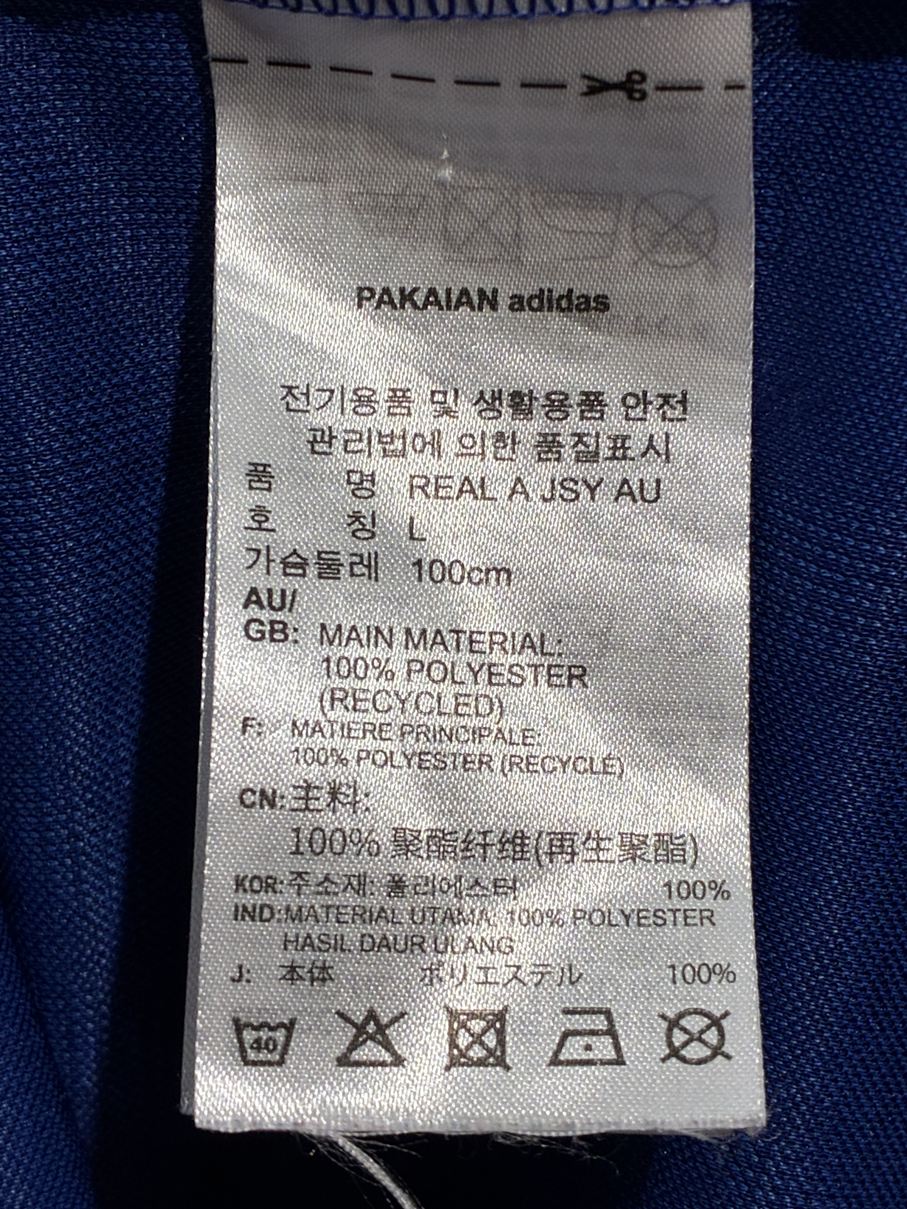 PAKAIAN adidas
전기용품 및 생활용품 안전
관리법에 의한 품질표시
품 명 REAL A JSY AU
호 칭 L
가슴둘레 100cm
AU/
GB: MAIN MATERIAL:
100% POLYESTER
(RECYCLED)
F: MATIERE PRINCIPALE:
100% POLYESTER (RECYCLÉ)
CN: 主料:
100% 聚酯纤维(再生聚酯)
KOR: 주소재: 폴리에스터 100%
IND: MATERIAL UTAMA: 100% POLYESTER
HASIL DAUR ULANG
J: 本体 ポリエステル 100%
40